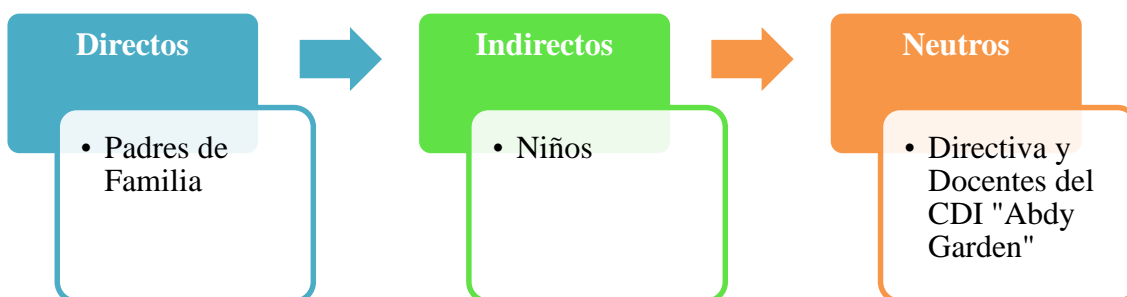 Directos
• Padres de
Familia
Indirectos
• Niños
Neutros
• Directiva y
Docentes del
CDI "Abdy
Garden"